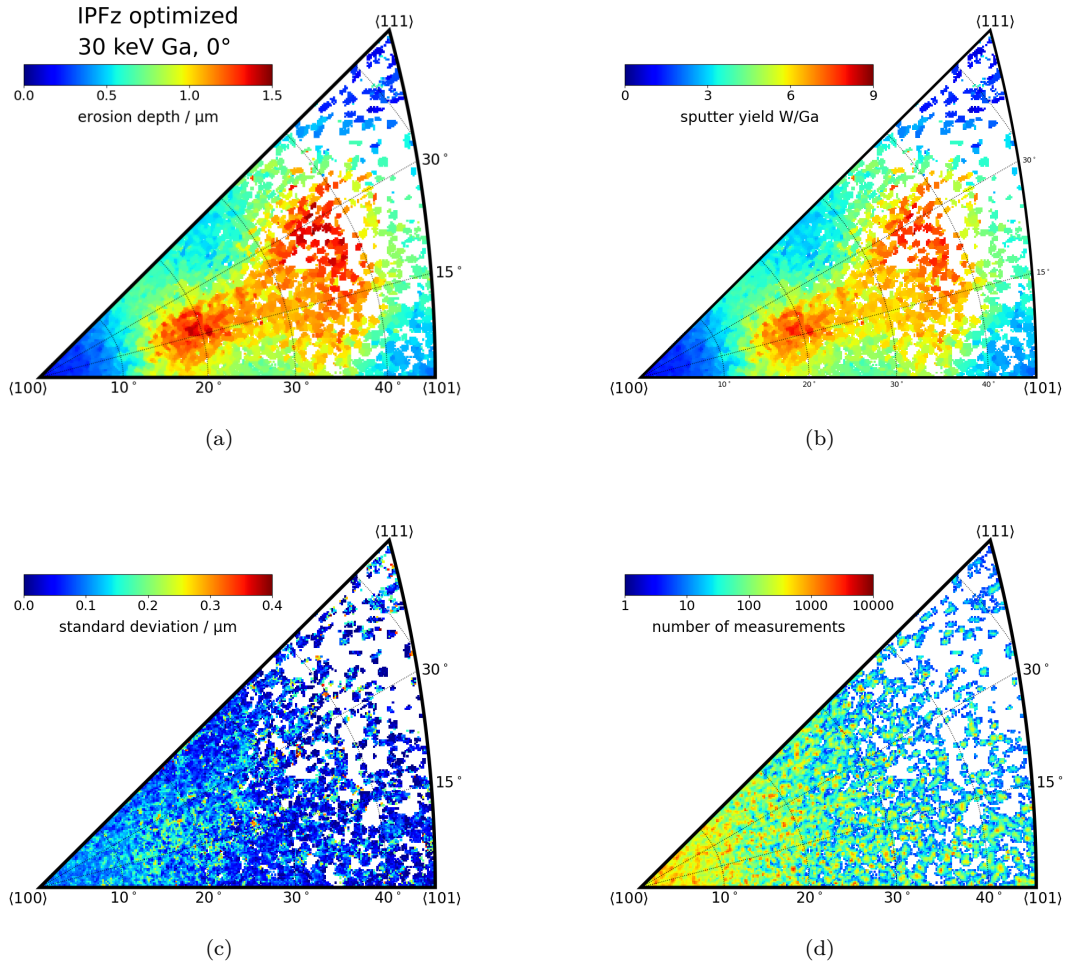 IPFz optimized
30 keV Ga, 0°
0.0 0.5 1.0 1.5
erosion depth / μm
⟨111⟩
30°
15°
⟨100⟩ 10° 20° 30° 40° ⟨101⟩
(a)
0 3 6 9
sputter yield W/Ga
⟨111⟩
30°
15°
⟨100⟩ 10° 20° 30° 40° ⟨101⟩
(b)
0.0 0.1 0.2 0.3 0.4
standard deviation / μm
⟨111⟩
30°
15°
⟨100⟩ 10° 20° 30° 40° ⟨101⟩
(c)
1 10 100 1000 10000
number of measurements
⟨111⟩
30°
15°
⟨100⟩ 10° 20° 30° 40° ⟨101⟩
(d)